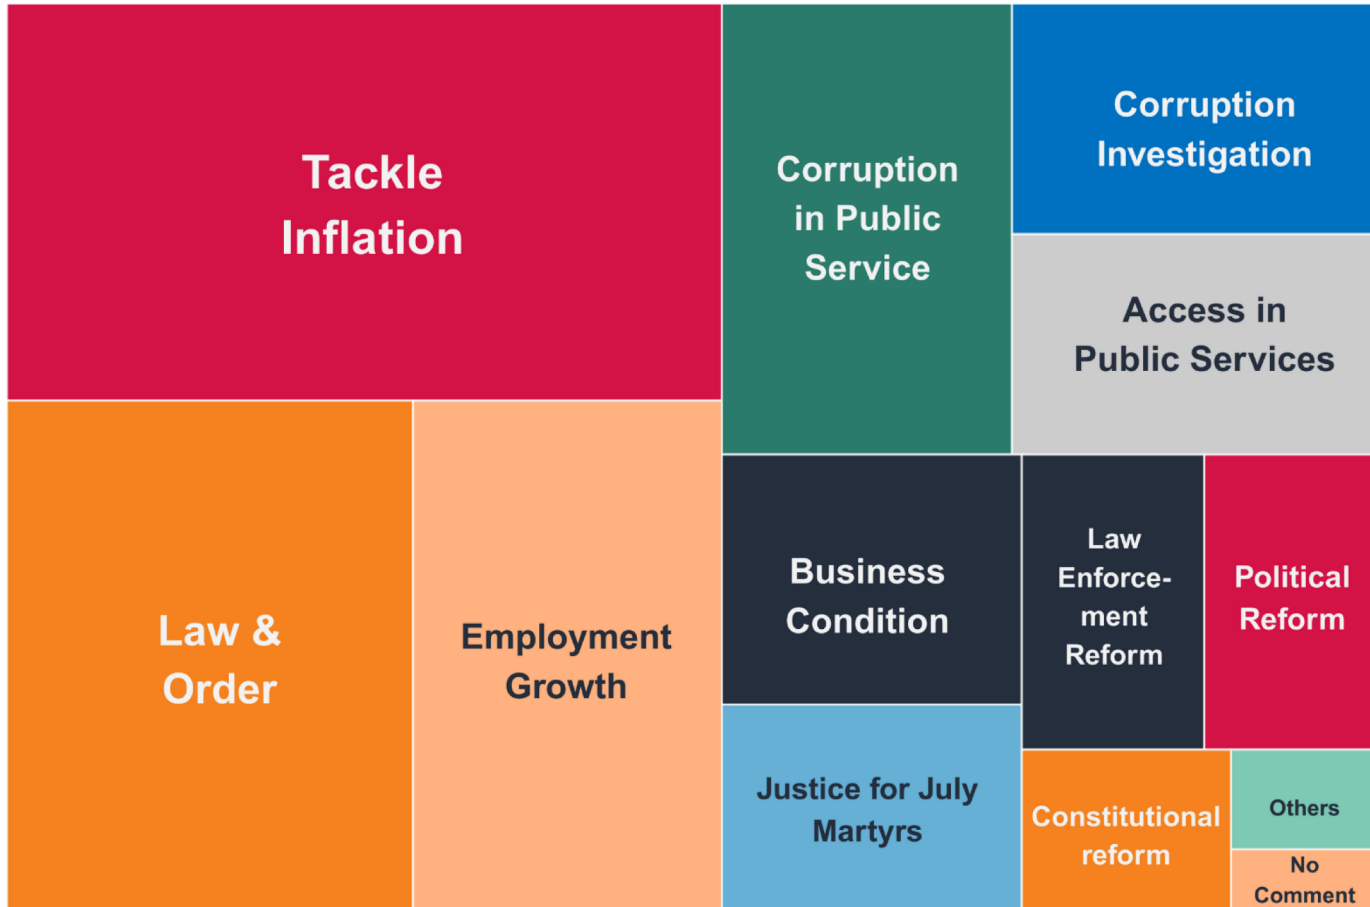 Tackle
Inflation
Corruption
in Public
Service
Corruption
Investigation
Access in
Public Services
Law &
Order
Employment
Growth
Business
Condition
Law
Enforce-
ment
Reform
Political
Reform
Justice for July
Martyrs
Constitutional
reform
Others
No
Comment